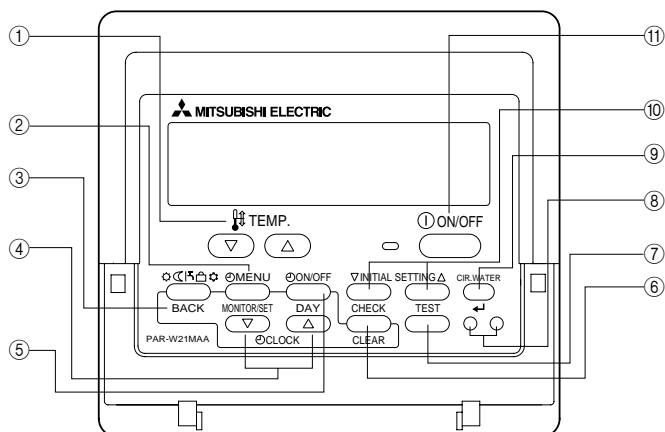 ① ⑪
MITSUBISHI ELECTRIC
② ⑩
⑨
③ ⑧
TEMP. ON/OFF
④ ⑦
MENU ON/OFF ▽INITIAL SETTING△ CIR.WATER
⑥
BACK MONITOR/SET DAY CHECK TEST
PAR-W21MAA CLOCK CLEAR
⑤